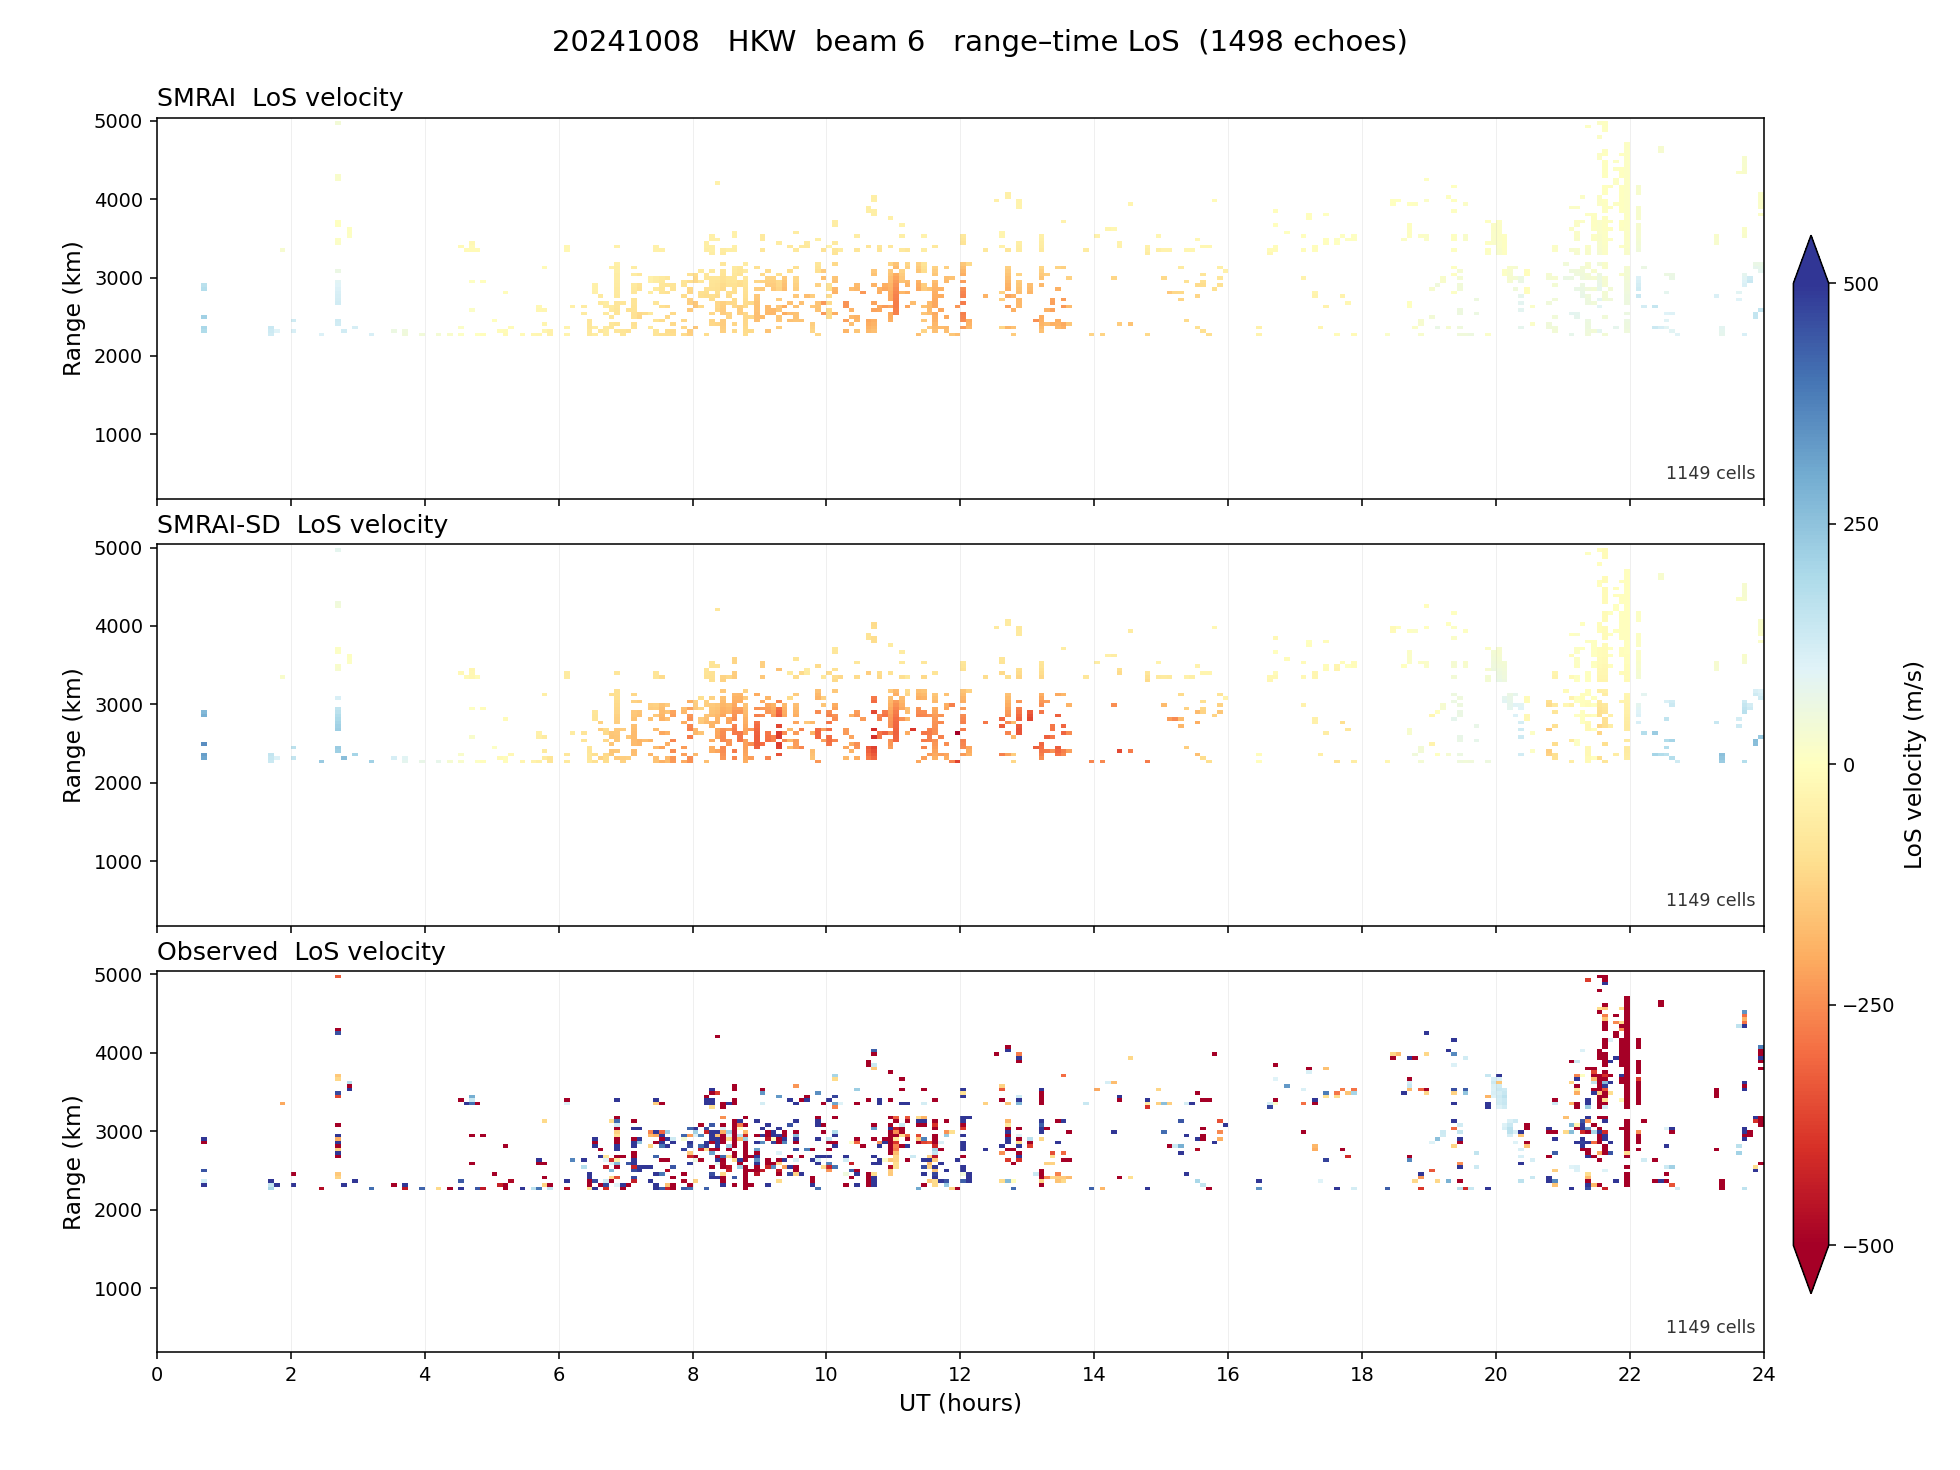 20241008   HKW  beam 6   range–time LoS  (1498 echoes)
SMRAI  LoS velocity
5000
4000
3000
2000
1000
Range (km)
1149 cells
SMRAI-SD  LoS velocity
5000
4000
3000
2000
1000
Range (km)
1149 cells
Observed  LoS velocity
5000
4000
3000
2000
1000
Range (km)
1149 cells
0 2 4 6 8 10 12 14 16 18 20 22 24
UT (hours)
500
250
0
−250
−500
LoS velocity (m/s)